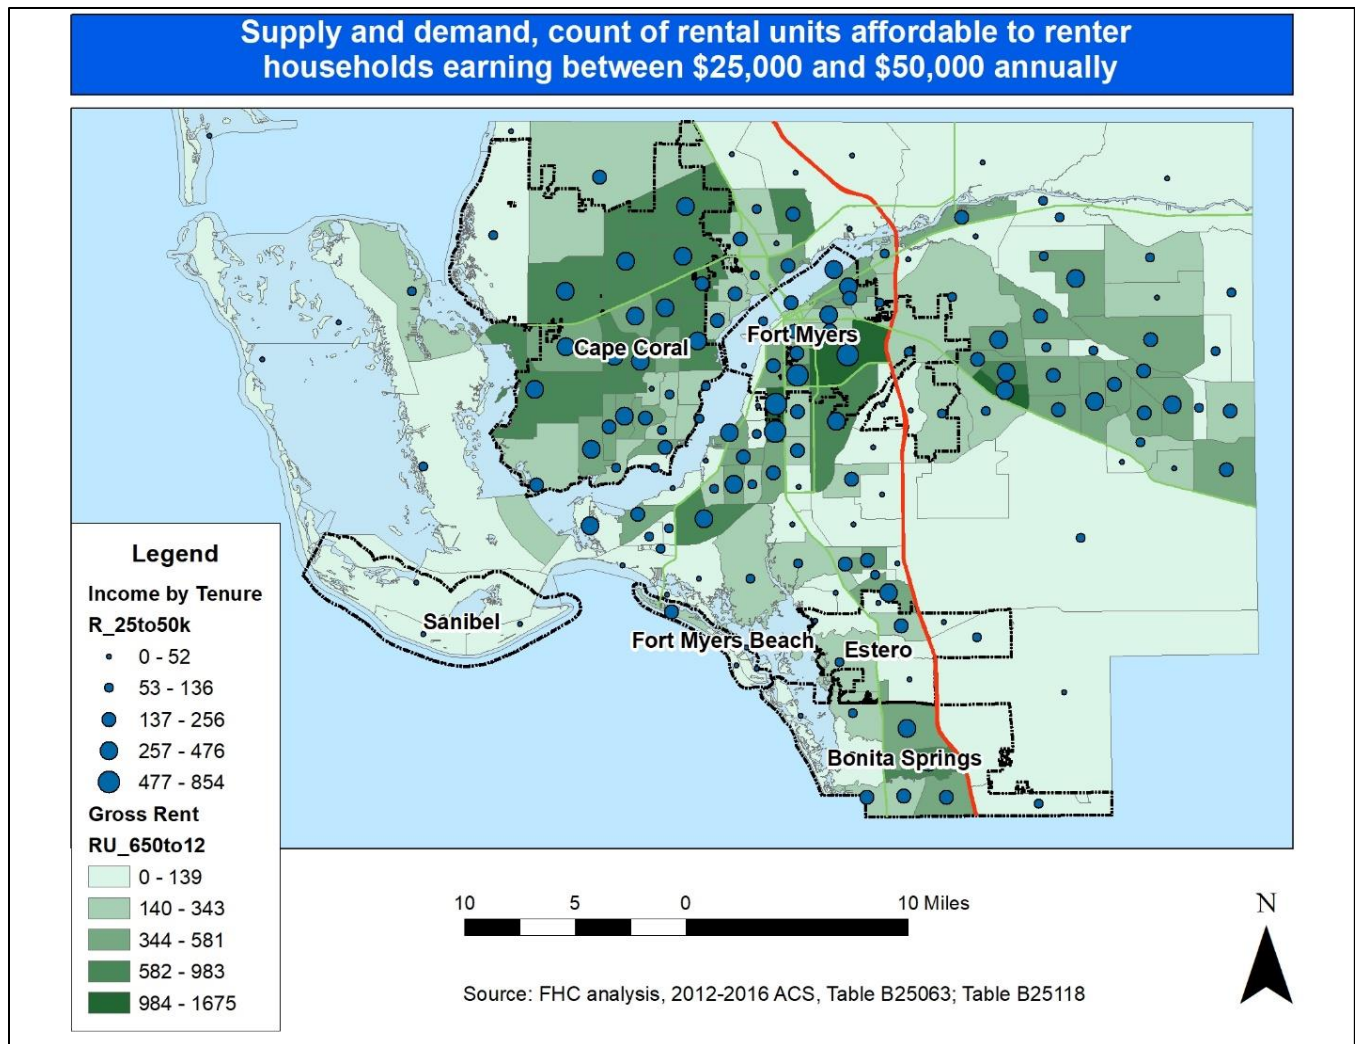 Supply and demand, count of rental units affordable to renter
households earning between $25,000 and $50,000 annually
Fort Myers
Cape Coral
Sanibel
Fort Myers Beach
Estero
Bonita Springs
Legend
Income by Tenure
R_25to50k
0 - 52
53 - 136
137 - 256
257 - 476
477 - 854
Gross Rent
RU_650to12
0 - 139
140 - 343
344 - 581
582 - 983
984 - 1675
10 5 0 10 Miles
N
Source: FHC analysis, 2012-2016 ACS, Table B25063; Table B25118